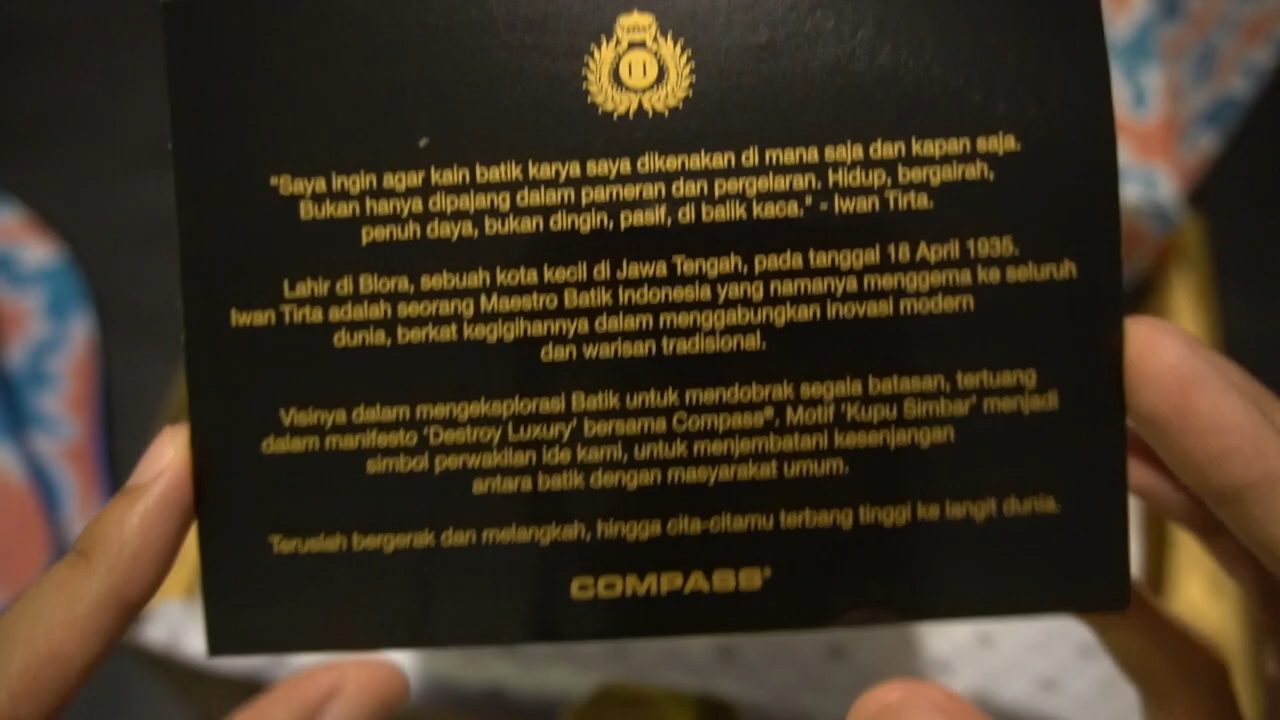 "Saya ingin agar kain batik karya saya dikenakan di mana saja dan kapan saja.
Bukan hanya dipajang dalam pameran dan pergelaran. Hidup, bergairah,
penuh daya, bukan dingin, pasif, di balik kaca." - Iwan Tirta.
Lahir di Blora, sebuah kota kecil di Jawa Tengah, pada tanggal 18 April 1935.
Iwan Tirta adalah seorang Maestro Batik Indonesia yang namanya menggema ke seluruh
dunia, berkat kegigihannya dalam menggabungkan inovasi modern
dan warisan tradisional.
Visinya dalam mengeksplorasi Batik untuk mendobrak segala batasan, tertuang
dalam manifesto 'Destroy Luxury' bersama Compass®, Motif 'Kupu Simbar' menjadi
simbol perwakilan ide kami, untuk menjembatani kesenjangan
antara batik dengan masyarakat umum.
Teruslah bergerak dan melangkah, hingga cita-citamu terbang tinggi ke langit dunia.
COMPASS®